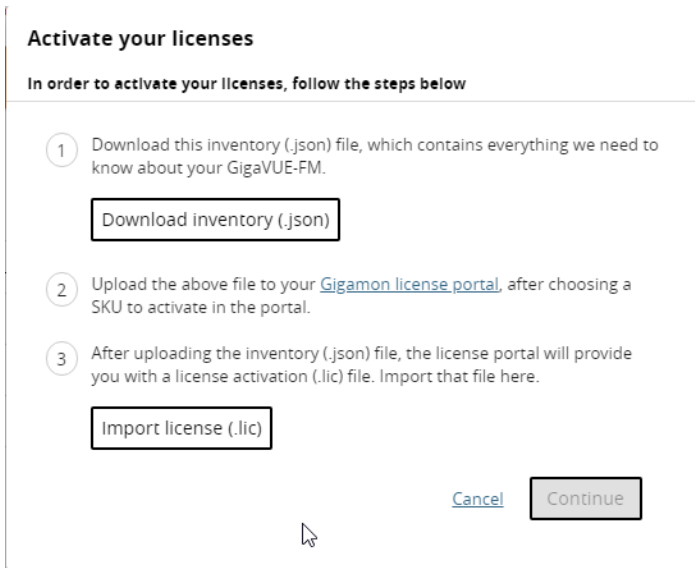 Activate your licenses
In order to activate your licenses, follow the steps below
1
Download this inventory (.json) file, which contains everything we need to
know about your GigaVUE-FM.
Download inventory (.json)
2
Upload the above file to your Gigamon license portal, after choosing a
SKU to activate in the portal.
3
After uploading the inventory (.json) file, the license portal will provide
you with a license activation (.lic) file. Import that file here.
Import license (.lic)
Cancel
Continue